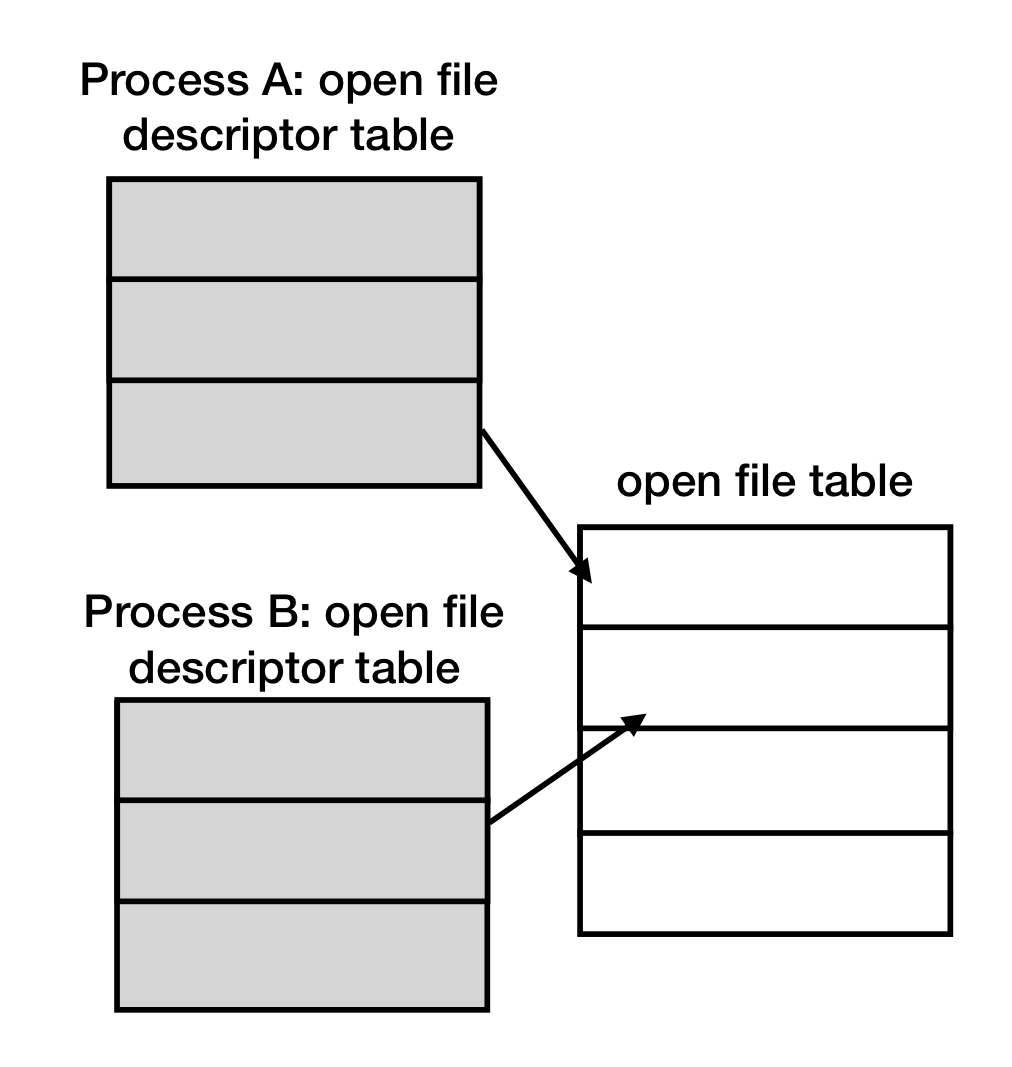 Process A: open file
descriptor table
open file table
Process B: open file
descriptor table